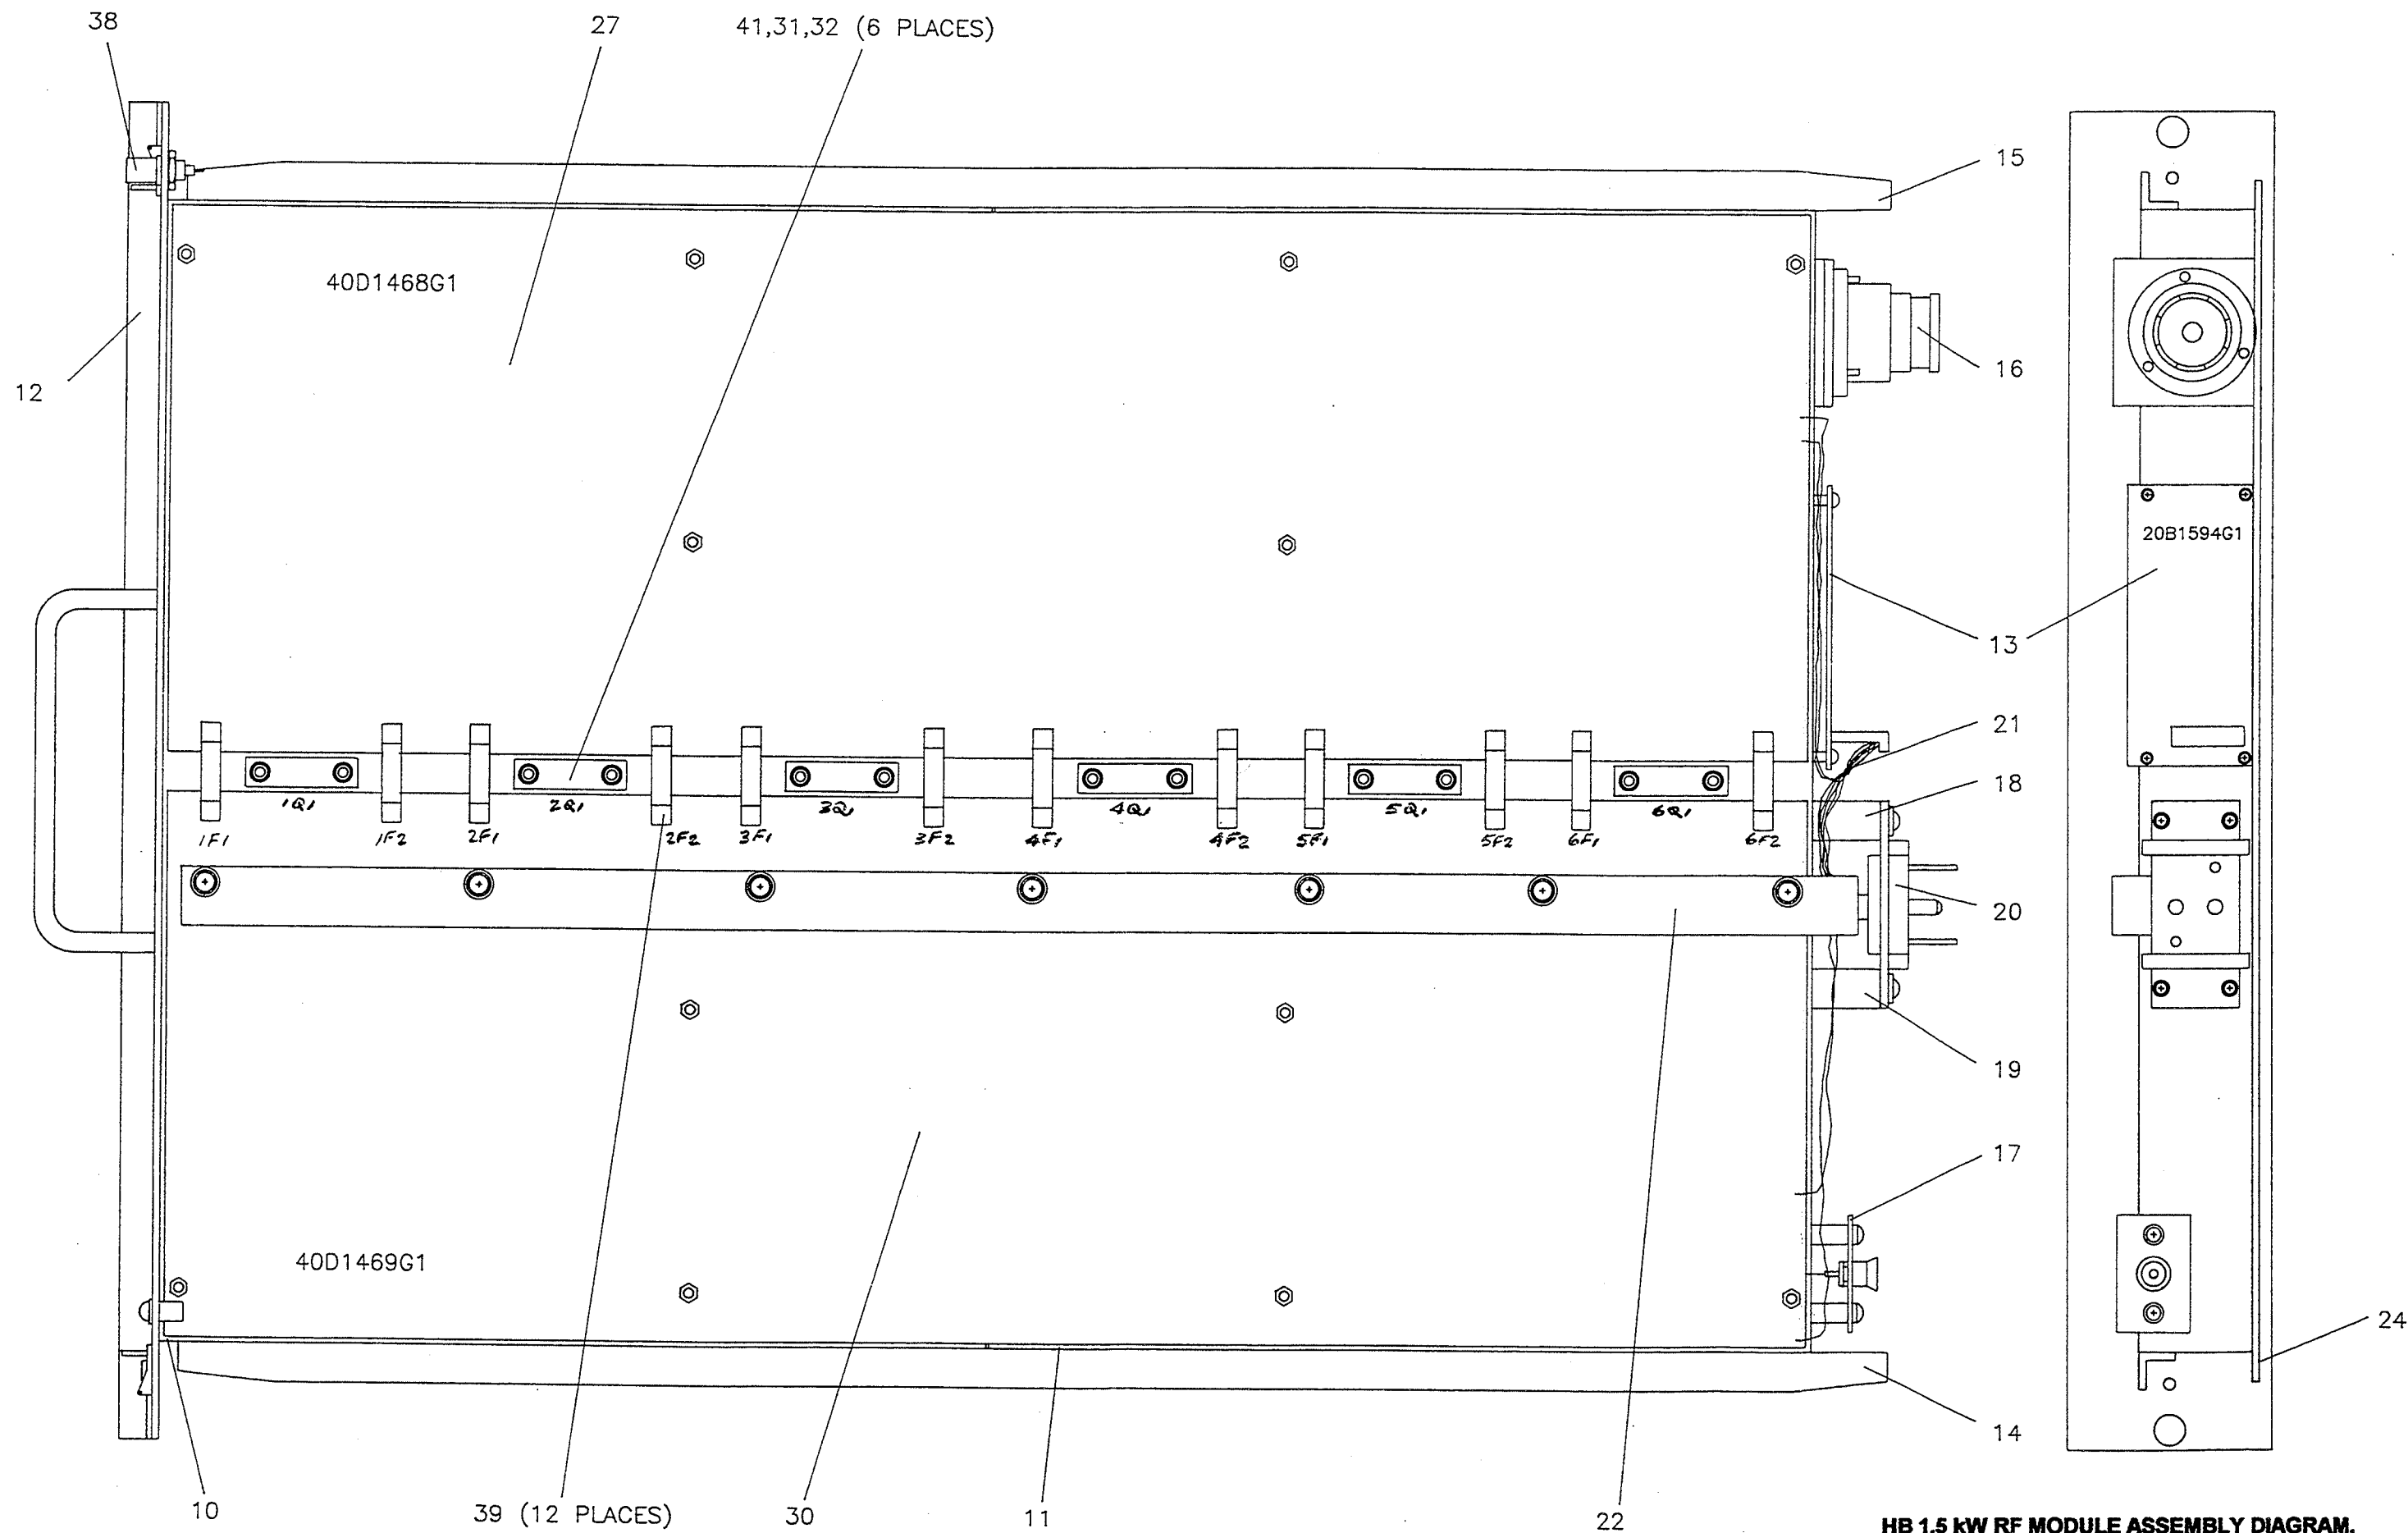 38
27
41,31,32 (6 PLACES)
15
40D1468G1
12
16
20B1594G1
13
21
18
1Q1
2Q1
3Q1
4Q1
5Q1
6Q1
1F1
1F2
2F1
2F2
3F1
3F2
4F1
4F2
5F1
5F2
6F1
6F2
20
19
17
40D1469G1
24
14
10
39 (12 PLACES)
30
11
22
HB 1.5 kW RF MODULE ASSEMBLY DIAGRAM.